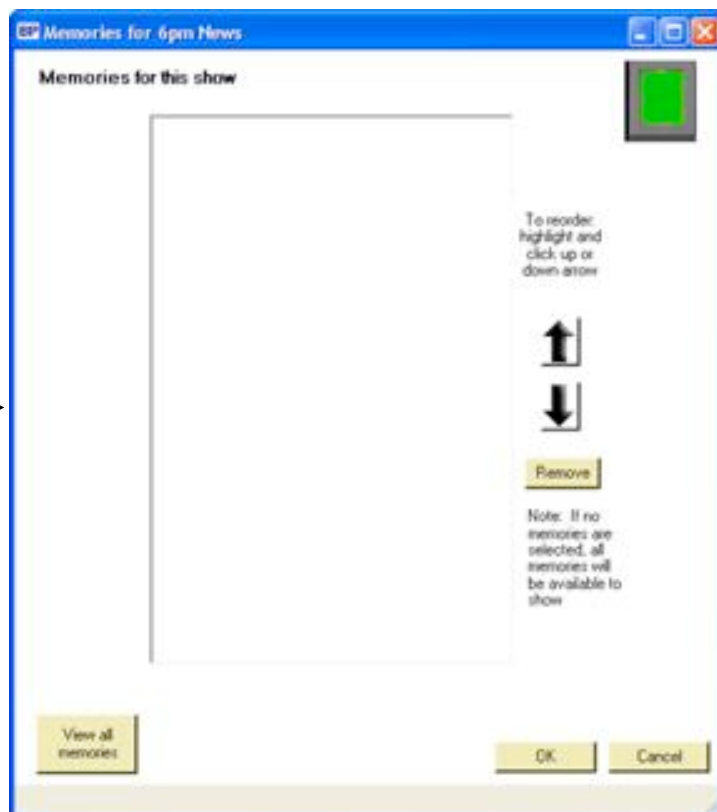 BP Memories for 6pm News
Memories for this show
To reorder:
highlight and
click up or
down arrow
Remove
Note: If no
memories are
selected, all
memories will
be available to
show
View all
memories
OK
Cancel